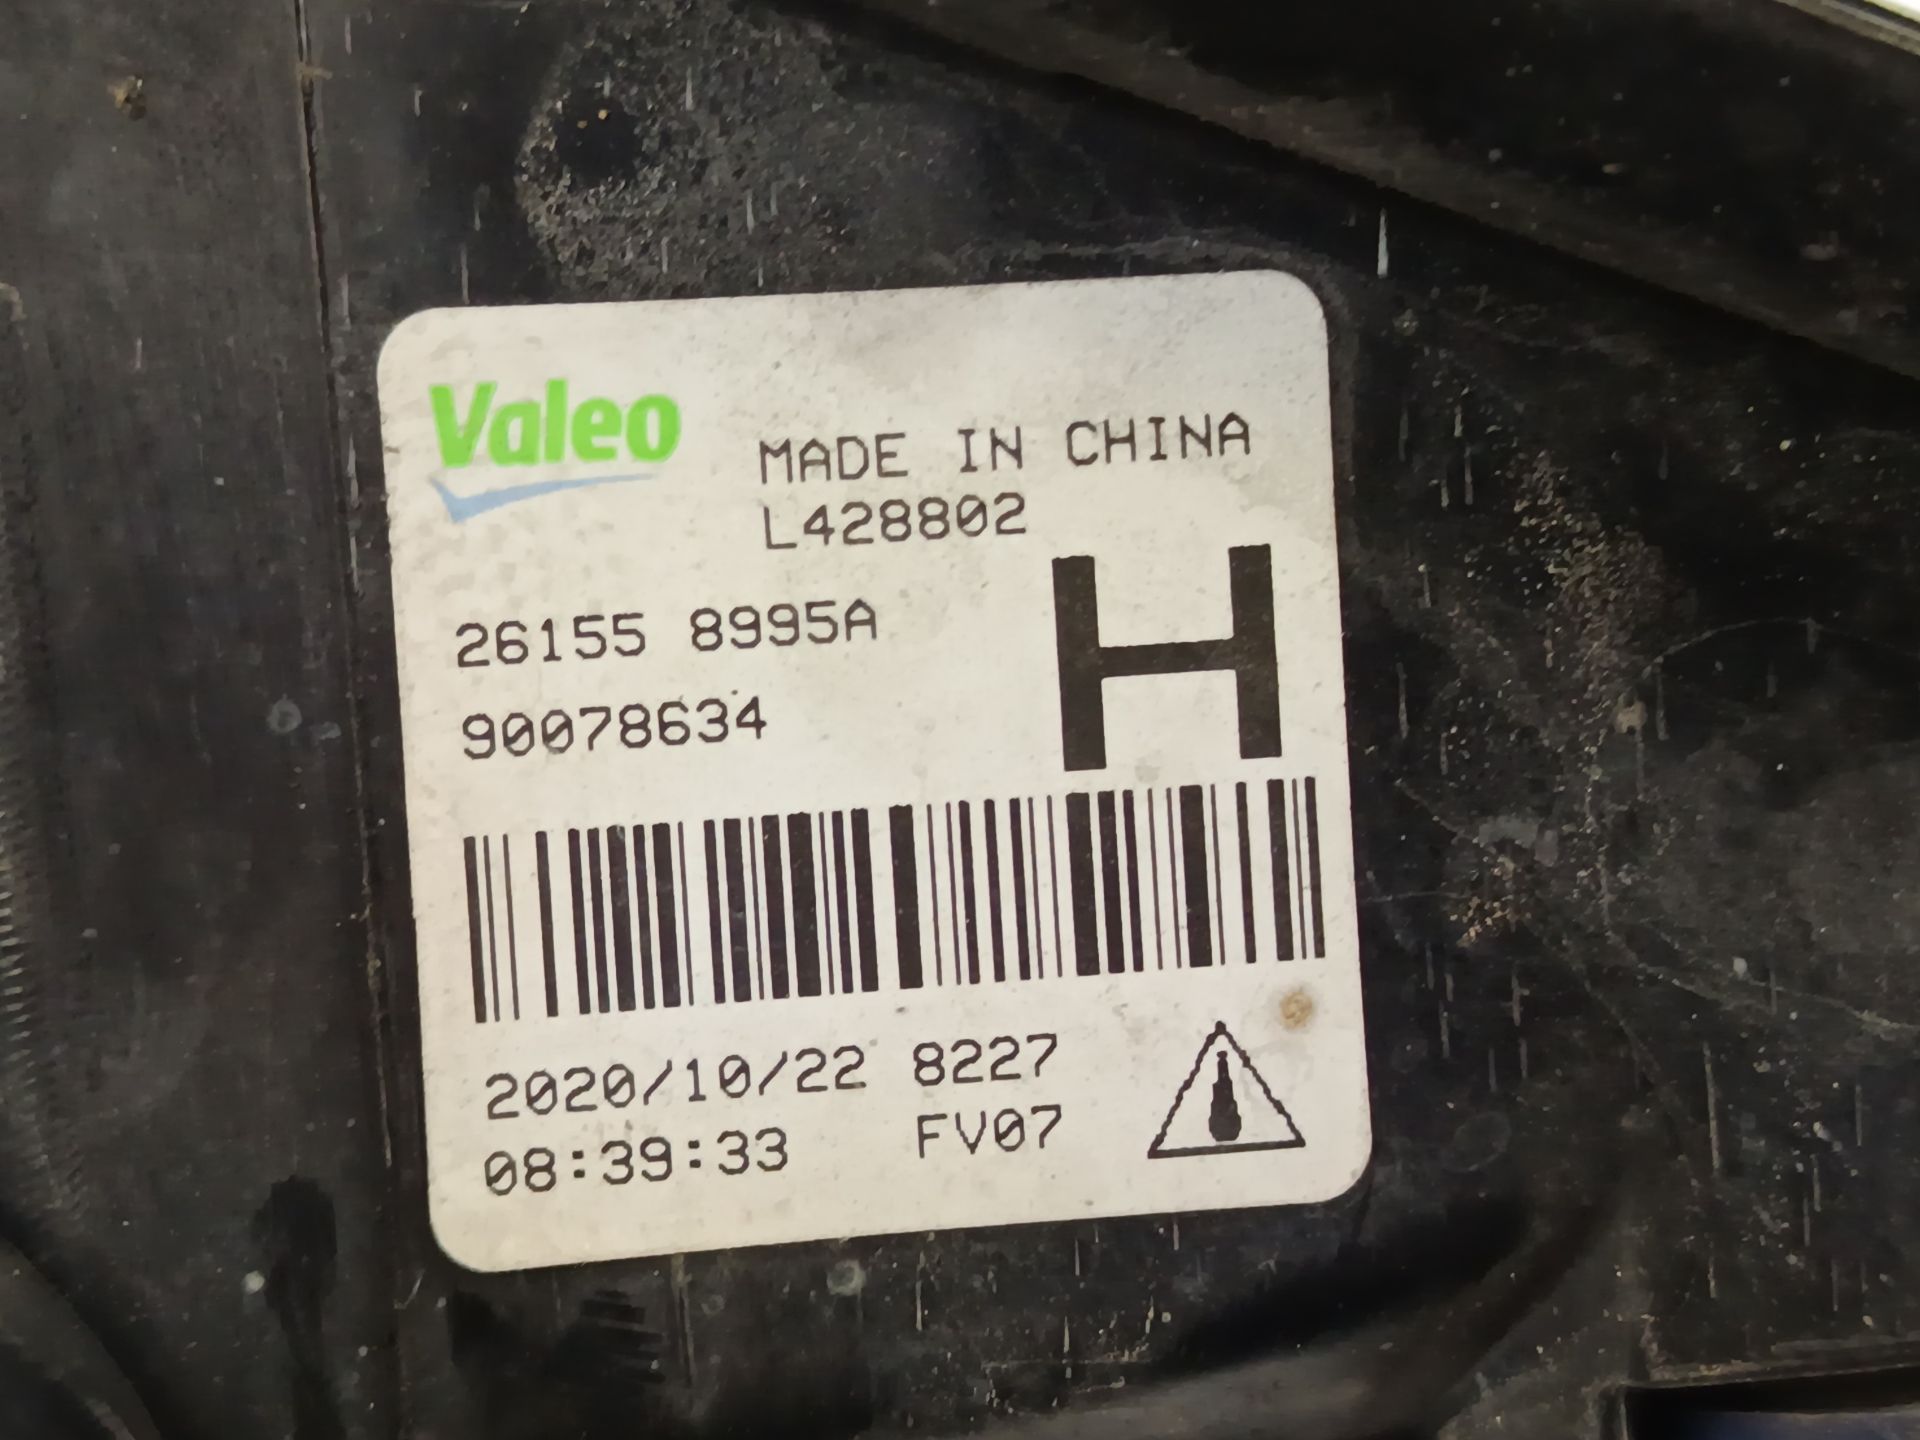 Valeo
MADE IN CHINA
L428802
H
26155 8995A
90078634
2020/10/22 8227
08:39:33 FV07